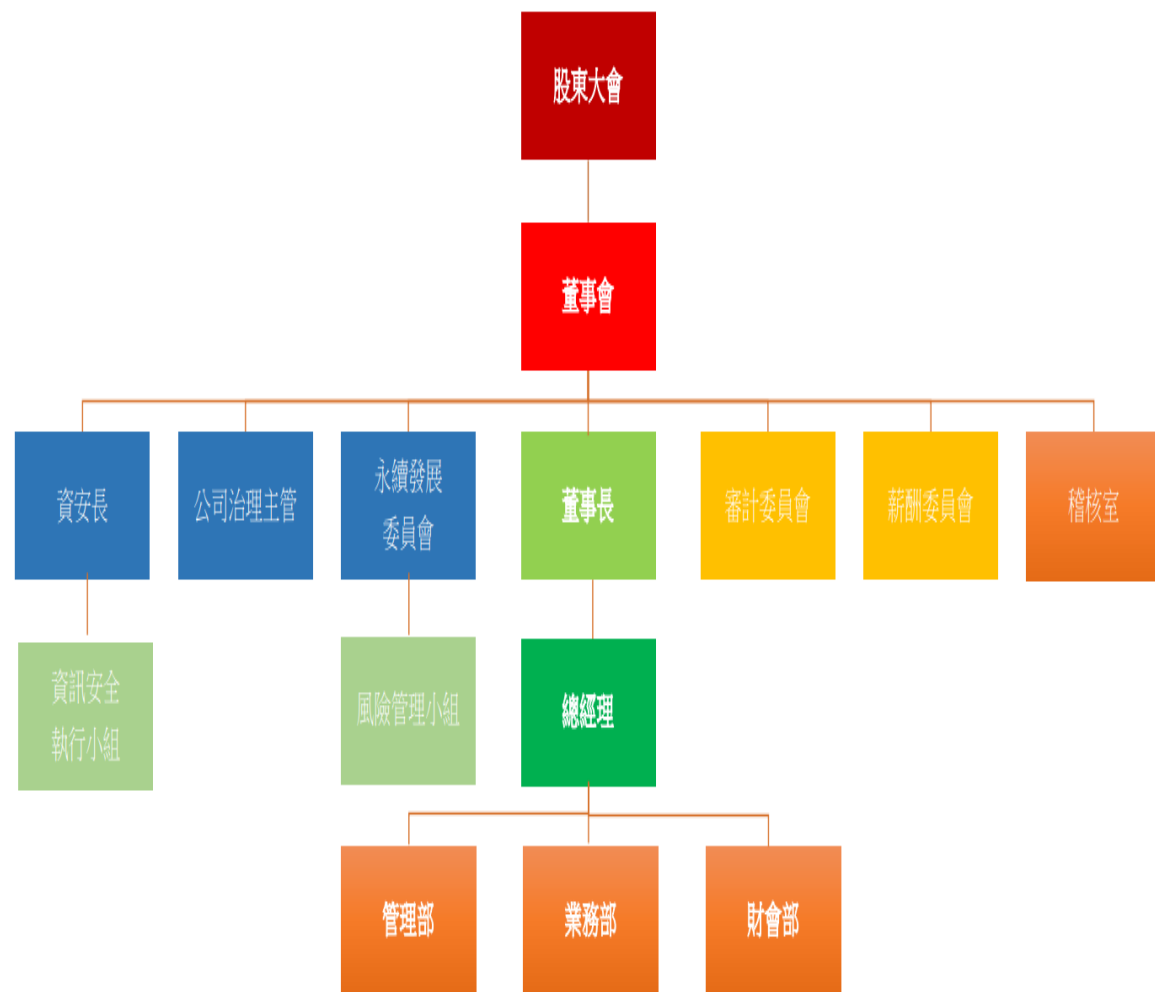 股東大會
董事會
資安長
公司治理主管
永續發展
委員會
董事長
審計委員會
薪酬委員會
稽核室
資訊安全
執行小組
風險管理小組
總經理
管理部
業務部
財會部